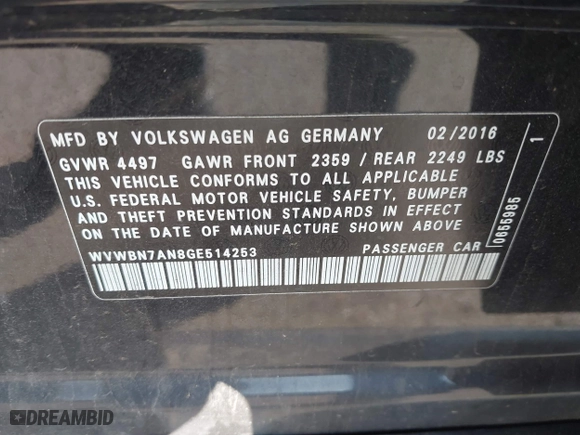 MFD BY VOLKSWAGEN AG GERMANY 02/2016
GVWR 4497 GAWR FRONT 2359 / REAR 2249 LBS
THIS VEHICLE CONFORMS TO ALL APPLICABLE
U.S. FEDERAL MOTOR VEHICLE SAFETY, BUMPER
AND THEFT PREVENTION STANDARDS IN EFFECT
ON THE DATE OF MANUFACTURE SHOWN ABOVE
WVWBN7AN8GE514253 PASSENGER CAR
0655985 1
DREAMBID